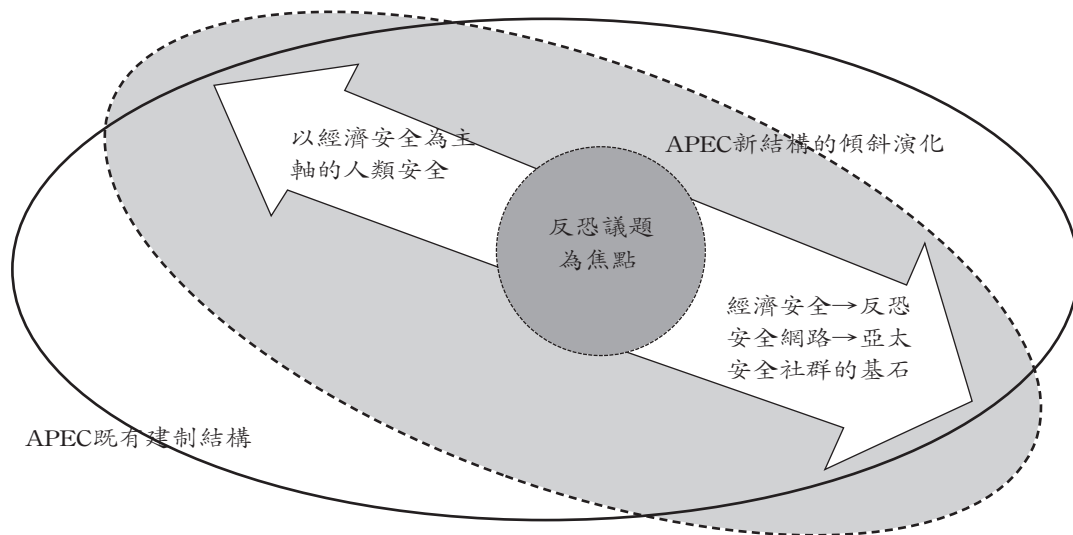 以經濟安全為主
軸的人類安全
APEC新結構的傾斜演化
反恐議題
為焦點
經濟安全→反恐
安全網路→亞太
安全社群的基石
APEC既有建制結構